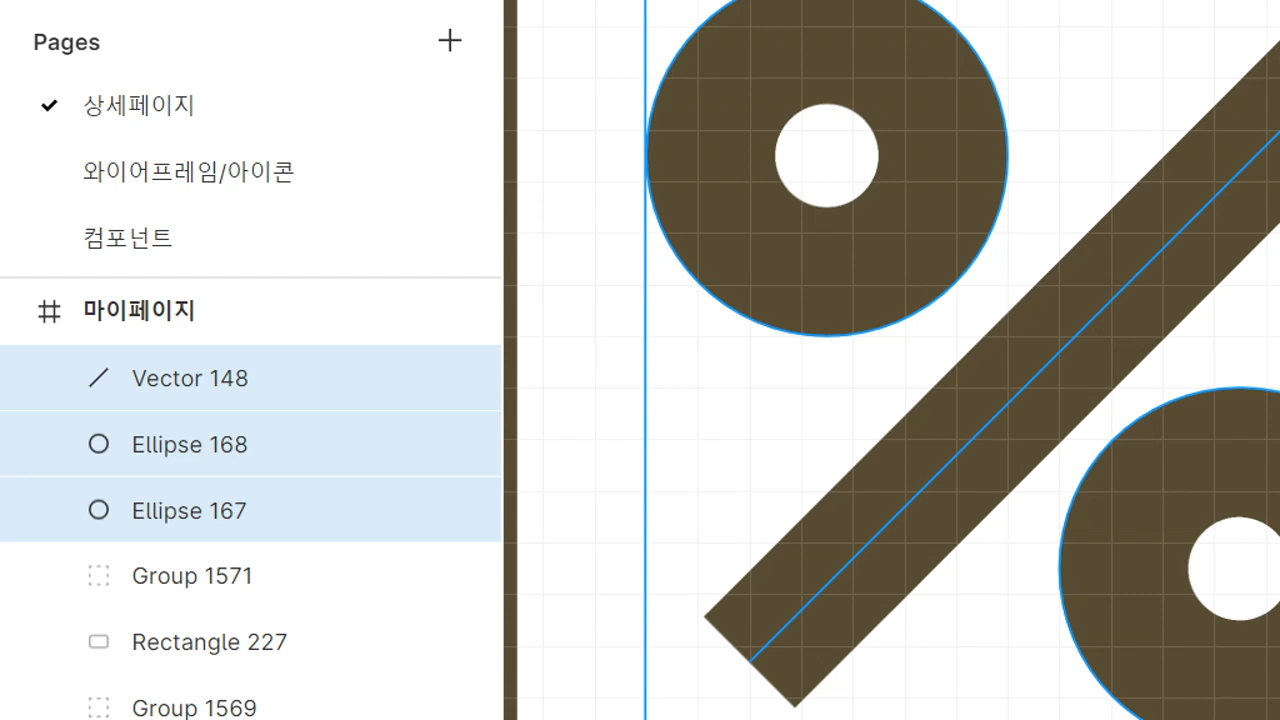 Pages
상세페이지
와이어프레임/아이콘
컴포넌트
마이페이지
Vector 148
Ellipse 168
Ellipse 167
Group 1571
Rectangle 227
Group 1569